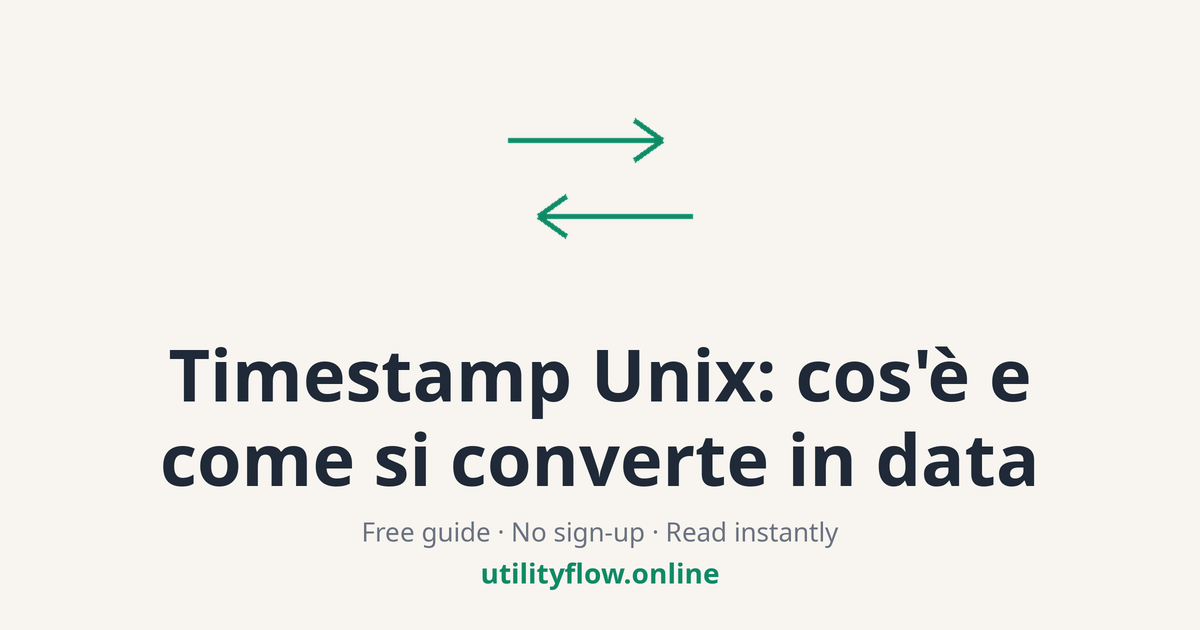 Timestamp Unix: cos'è e
come si converte in data
Free guide · No sign-up · Read instantly
utilityflow.online